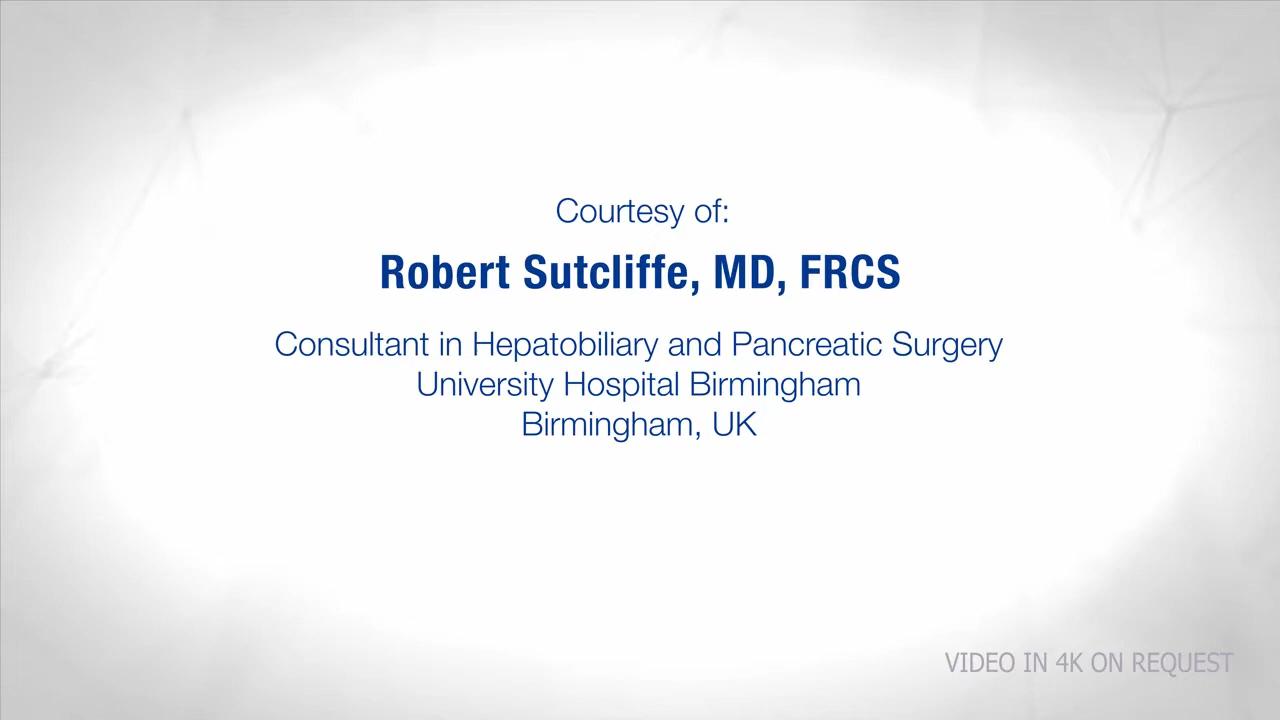 Courtesy of:
Robert Sutcliffe, MD, FRCS
Consultant in Hepatobiliary and Pancreatic Surgery
University Hospital Birmingham
Birmingham, UK
VIDEO IN 4K ON REQUEST